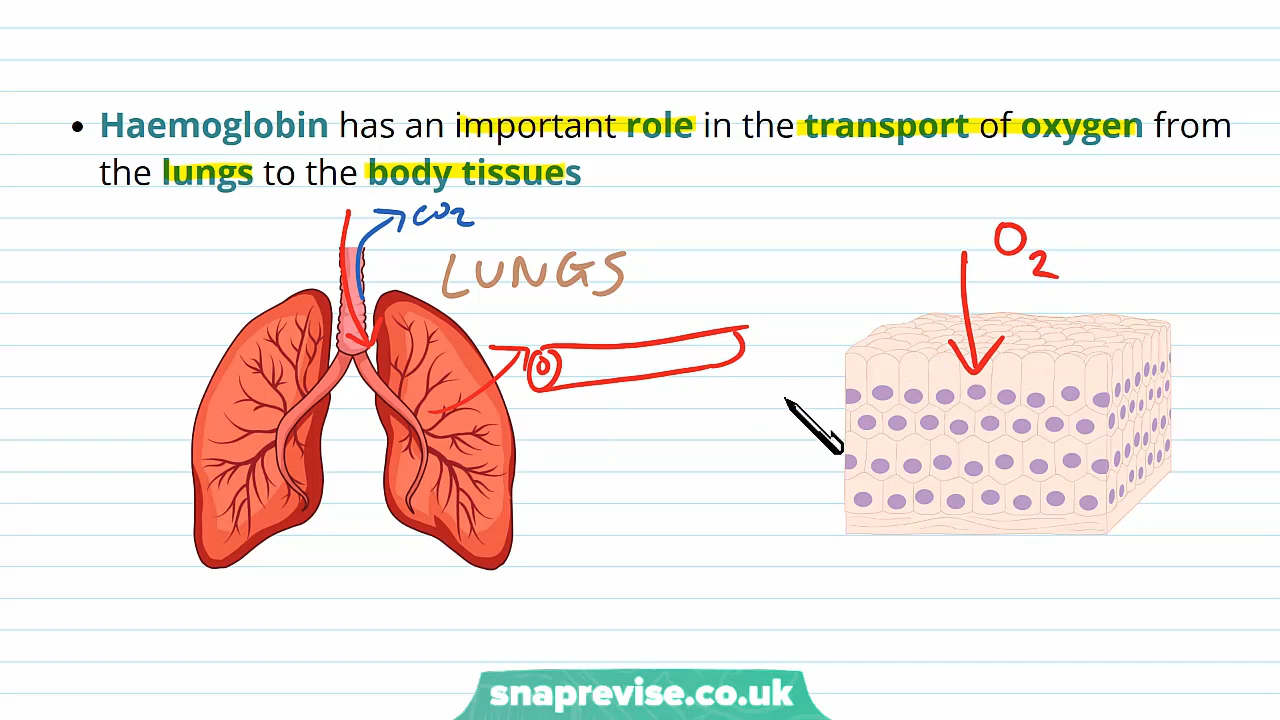 Haemoglobin has an important role in the transport of oxygen from
the lungs to the body tissues
CO2
LUNGS
O2
snaprevise.co.uk